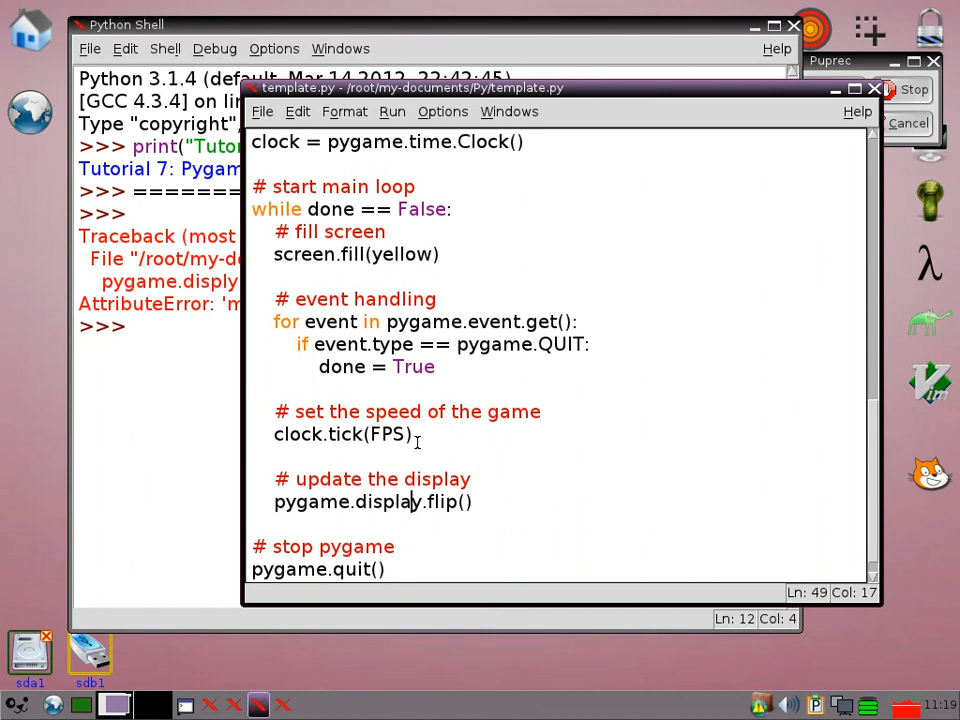 Python Shell
File Edit Shell Debug Options Windows Help
Python 3.1.4 (default, Mar 14 2012, 22:42:45)
[GCC 4.3.4] on lin
Type "copyright",
>>> print("Tutor
Tutorial 7: Pygam
>>> ========
>>>
Traceback (most
File "/root/my-do
pygame.disply
AttributeError: 'm
>>>
Ln: 12 Col: 4
template.py - /root/my-documents/Py/template.py
File Edit Format Run Options Windows Help
clock = pygame.time.Clock()
# start main loop
while done == False:
# fill screen
screen.fill(yellow)
# event handling
for event in pygame.event.get():
if event.type == pygame.QUIT:
done = True
# set the speed of the game
clock.tick(FPS)
# update the display
pygame.display.flip()
# stop pygame
pygame.quit()
Ln: 49 Col: 17
Puprec
Stop
Cancel
λ
Vim
sda1
sdb1
11:19